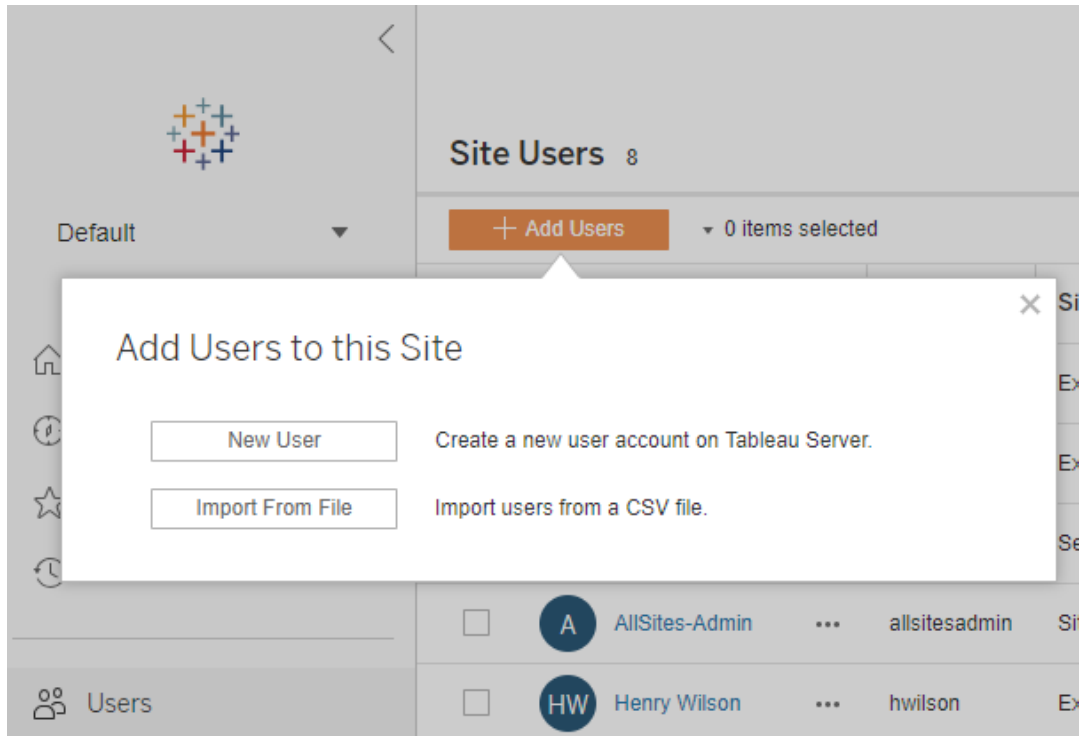 Site Users 8
Default
+ Add Users
0 items selected
Add Users to this Site
New User
Create a new user account on Tableau Server.
Import From File
Import users from a CSV file.
A
AllSites-Admin
allsitesadmin
HW
Henry Wilson
hwilson
Users